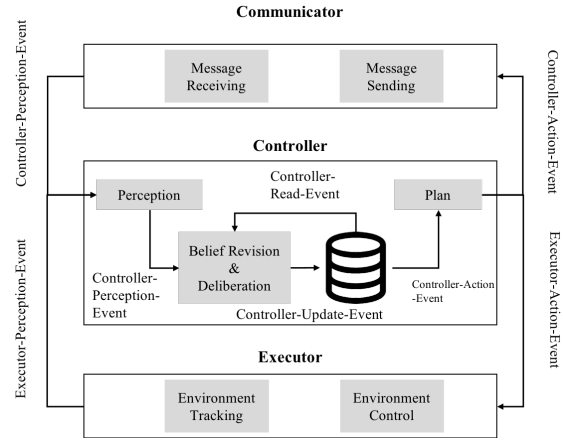 Communicator
Controller-Perception-Event
Message
Receiving
Message
Sending
Controller-Action-Event
Controller
Controller-
Read-Event
Perception
Plan
Belief Revision
&
Deliberation
Controller-
Perception-
Event
Controller-Action
-Event
Controller-Update-Event
Executor-Perception-Event
Executor-Action-Event
Executor
Environment
Tracking
Environment
Control